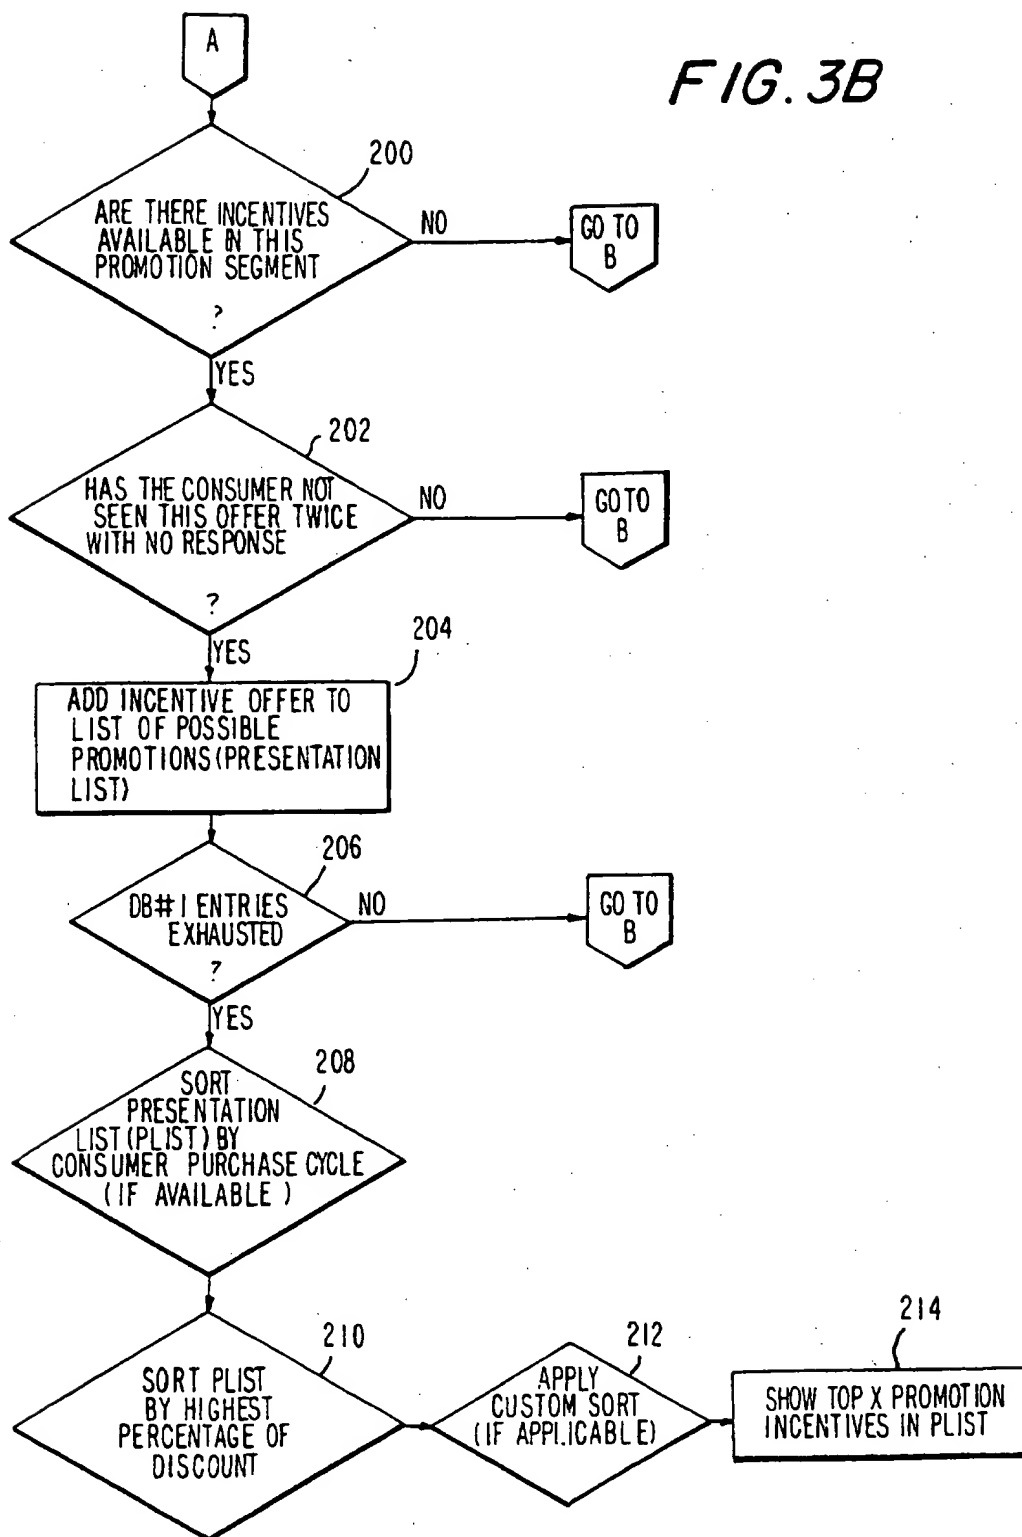 A
FIG. 3B
200
ARE THERE INCENTIVES
AVAILABLE IN THIS
PROMOTION SEGMENT
?
NO
GO TO
B
YES
202
HAS THE CONSUMER NOT
SEEN THIS OFFER TWICE
WITH NO RESPONSE
?
NO
GO TO
B
YES
204
ADD INCENTIVE OFFER TO
LIST OF POSSIBLE
PROMOTIONS (PRESENTATION
LIST)
206
DB#1 ENTRIES
EXHAUSTED
?
NO
GO TO
B
YES
208
SORT
PRESENTATION
LIST (PLIST) BY
CONSUMER PURCHASE CYCLE
(IF AVAILABLE)
210
SORT PLIST
BY HIGHEST
PERCENTAGE OF
DISCOUNT
212
APPLY
CUSTOM SORT
(IF APPLICABLE)
214
SHOW TOP X PROMOTION
INCENTIVES IN PLIST